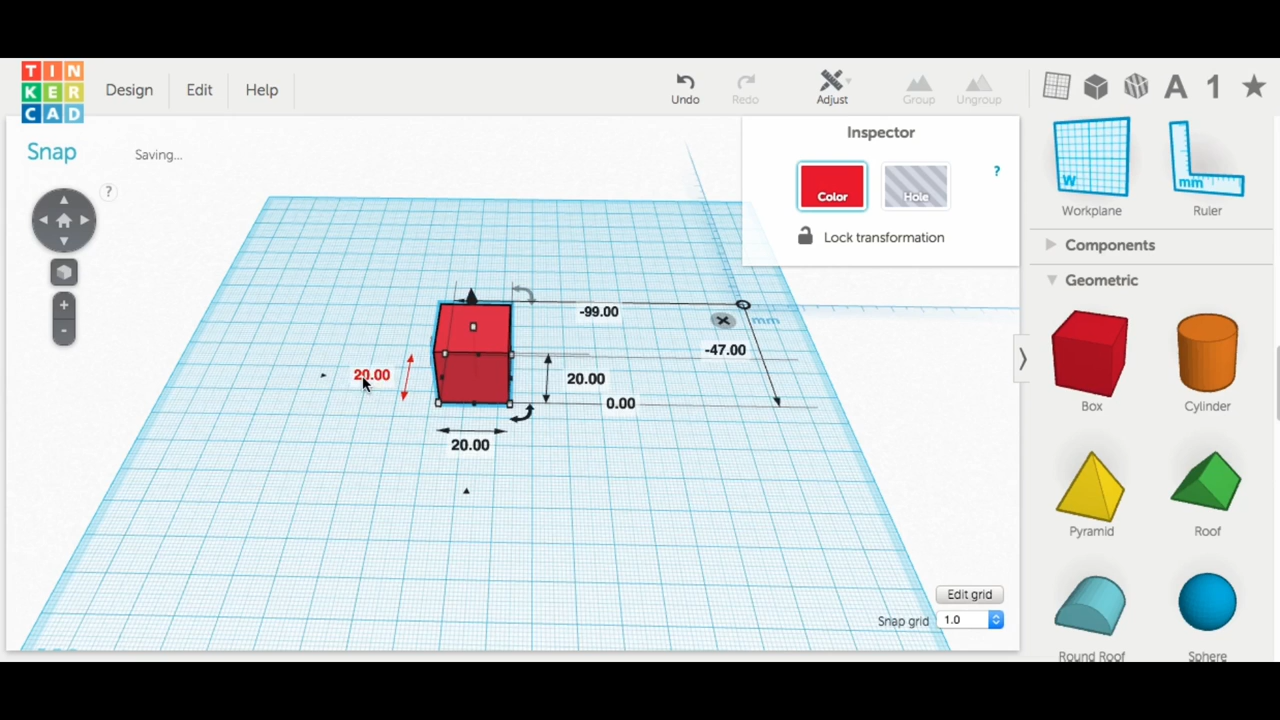 TIN
KER
CAD
Design
Edit
Help
Undo
Redo
Adjust
Group
Ungroup
A
1
Snap
Saving...
?
Inspector
Color
Hole
?
Lock transformation
W
mm
Workplane
Ruler
Components
Geometric
Box
Cylinder
Pyramid
Roof
Round Roof
Sphere
-99.00
mm
-47.00
20.00
20.00
0.00
20.00
+
-
Edit grid
Snap grid
1.0